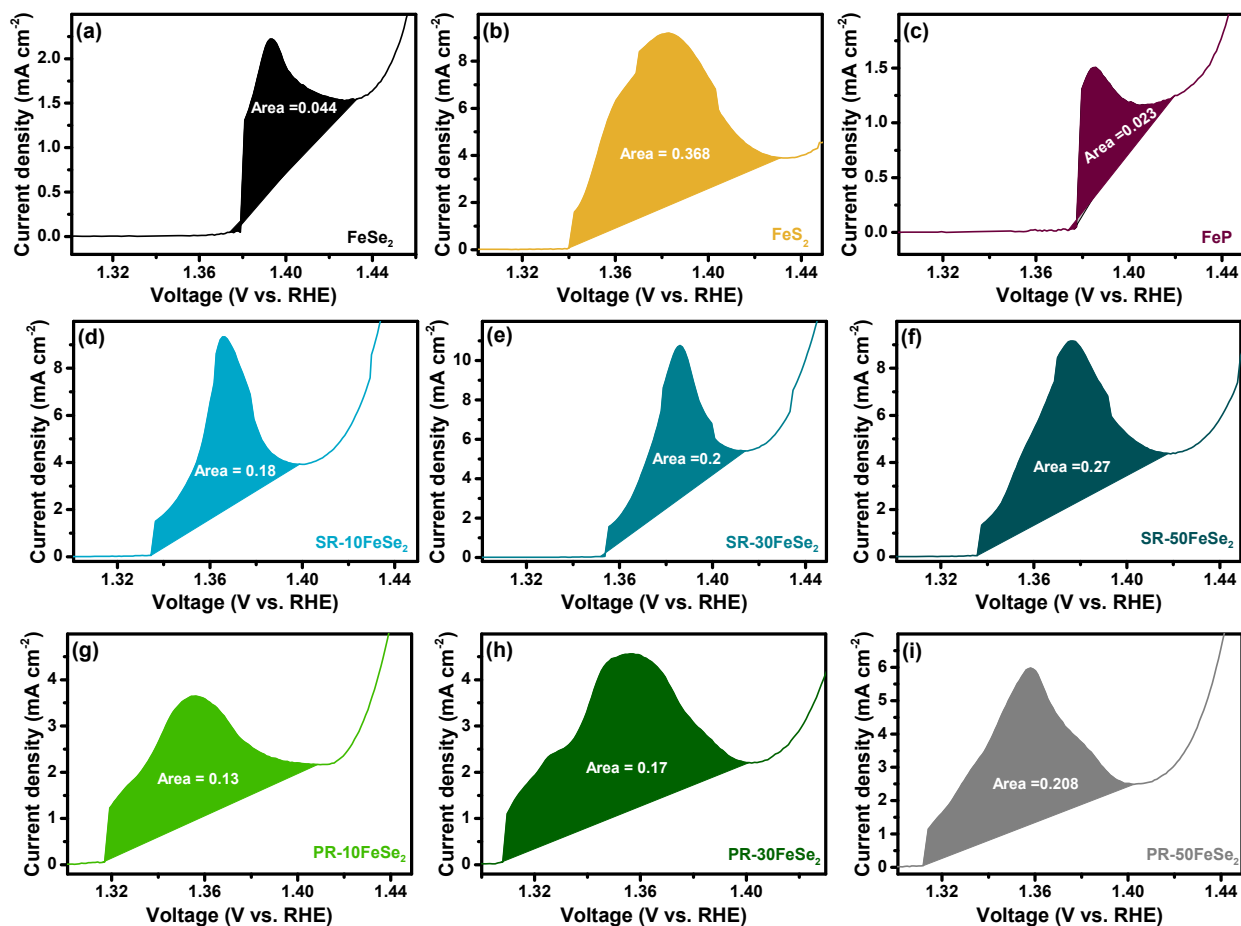 (a)
Current density (mA cm-2)
2.0
1.5
1.0
0.5
0.0
Area =0.044
FeSe2
1.32 1.36 1.40 1.44
Voltage (V vs. RHE)
(b)
Current density (mA cm-2)
8
6
4
2
0
Area = 0.368
FeS2
1.32 1.36 1.40 1.44
Voltage (V vs. RHE)
(c)
Current density (mA cm-2)
1.5
1.0
0.5
0.0
Area =0.023
FeP
1.32 1.36 1.40 1.44
Voltage (V vs. RHE)
(d)
Current density (mA cm-2)
8
6
4
2
0
Area = 0.18
SR-10FeSe2
1.32 1.36 1.40 1.44
Voltage (V vs. RHE)
(e)
Current density (mA cm-2)
10
8
6
4
2
0
Area =0.2
SR-30FeSe2
1.32 1.36 1.40 1.44
Voltage (V vs. RHE)
(f)
Current density (mA cm-2)
8
6
4
2
0
Area =0.27
SR-50FeSe2
1.32 1.36 1.40 1.44
Voltage (V vs. RHE)
(g)
Current density (mA cm-2)
4
3
2
1
0
Area = 0.13
PR-10FeSe2
1.32 1.36 1.40 1.44
Voltage (V vs. RHE)
(h)
Current density (mA cm-2)
4
3
2
1
0
Area = 0.17
PR-30FeSe2
1.32 1.36 1.40
Voltage (V vs. RHE)
(i)
Current density (mA cm-2)
6
5
4
3
2
1
0
Area =0.208
PR-50FeSe2
1.32 1.36 1.40 1.44
Voltage (V vs. RHE)